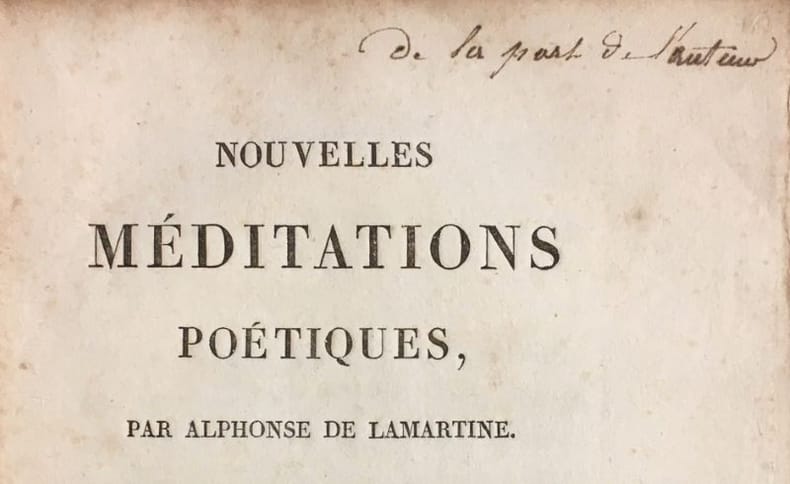 de la part de l'auteur
NOUVELLES
MÉDITATIONS
POÉTIQUES,
PAR ALPHONSE DE LAMARTINE.